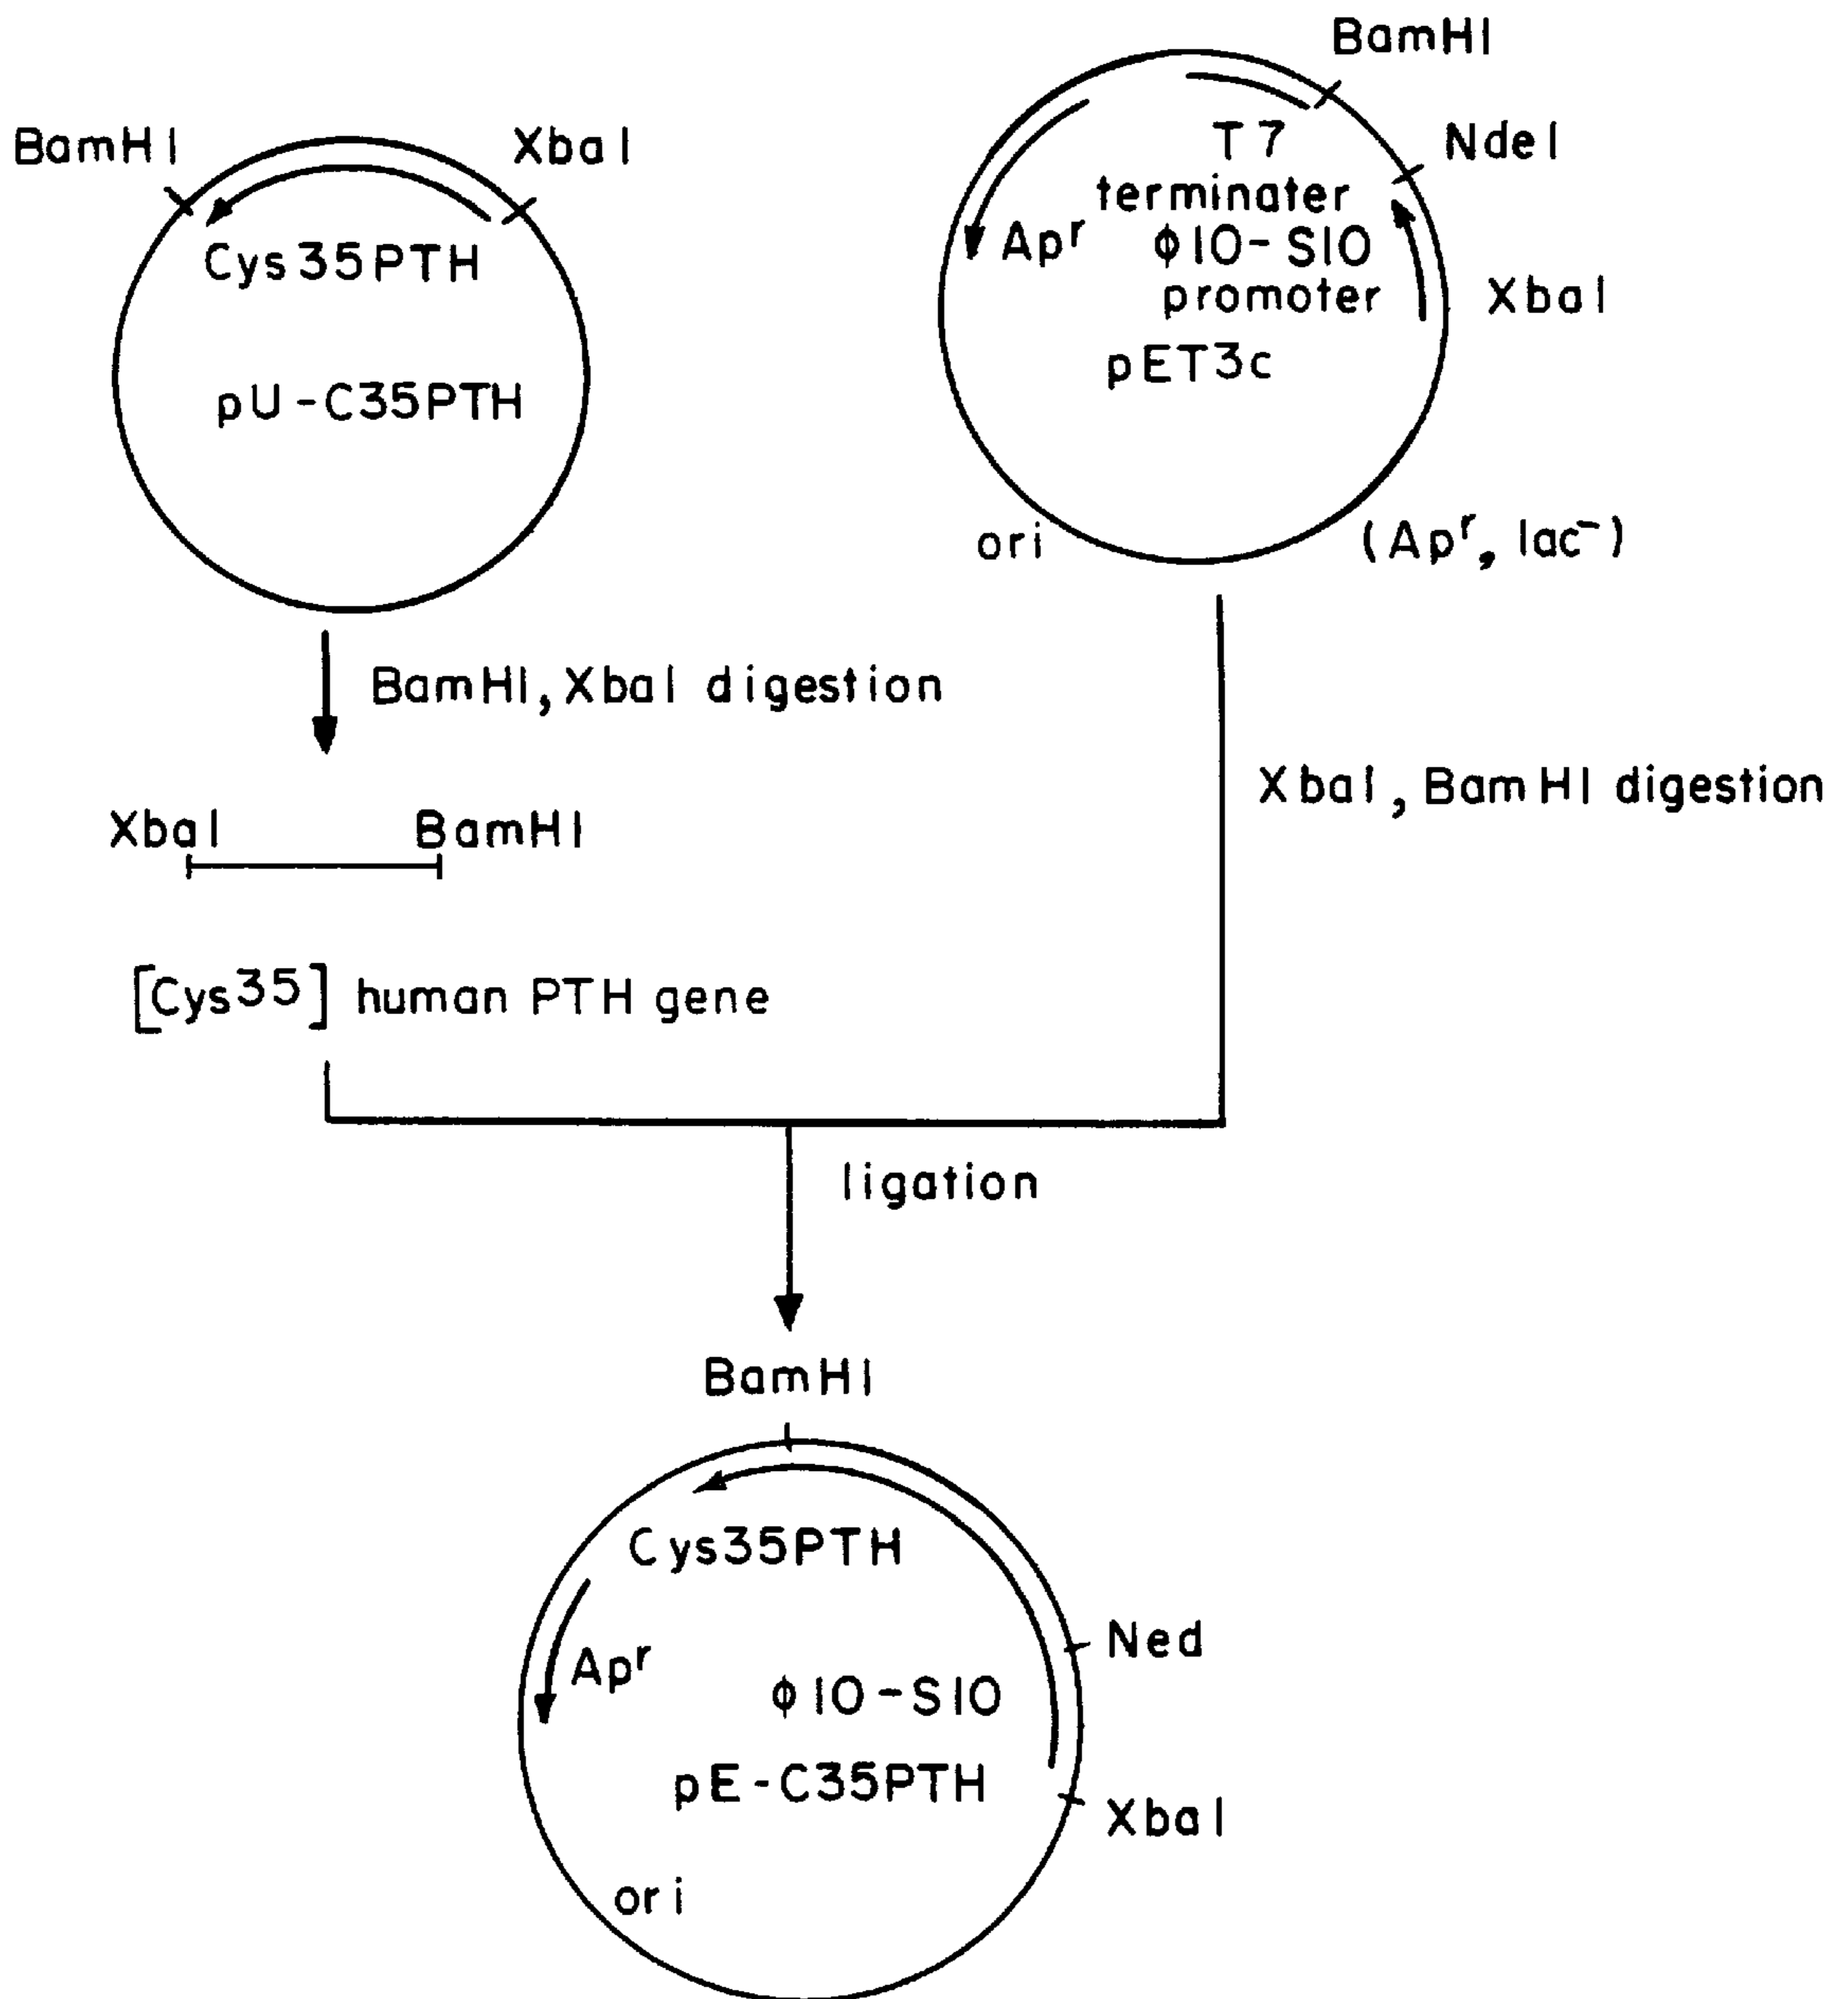 BamHI
XbaI
Cys35PTH
pU-C35PTH
BamHI
NdeI
T7
terminater
Apʳ
φ10-S10
promoter
XbaI
pET3c
ori
(Apʳ, lac⁻)
BamHI, XbaI digestion
XbaI, BamHI digestion
XbaI BamHI
[Cys³⁵] human PTH gene
ligation
BamHI
Cys35PTH
Ned
Apʳ
φ10-S10
pE-C35PTH
XbaI
ori